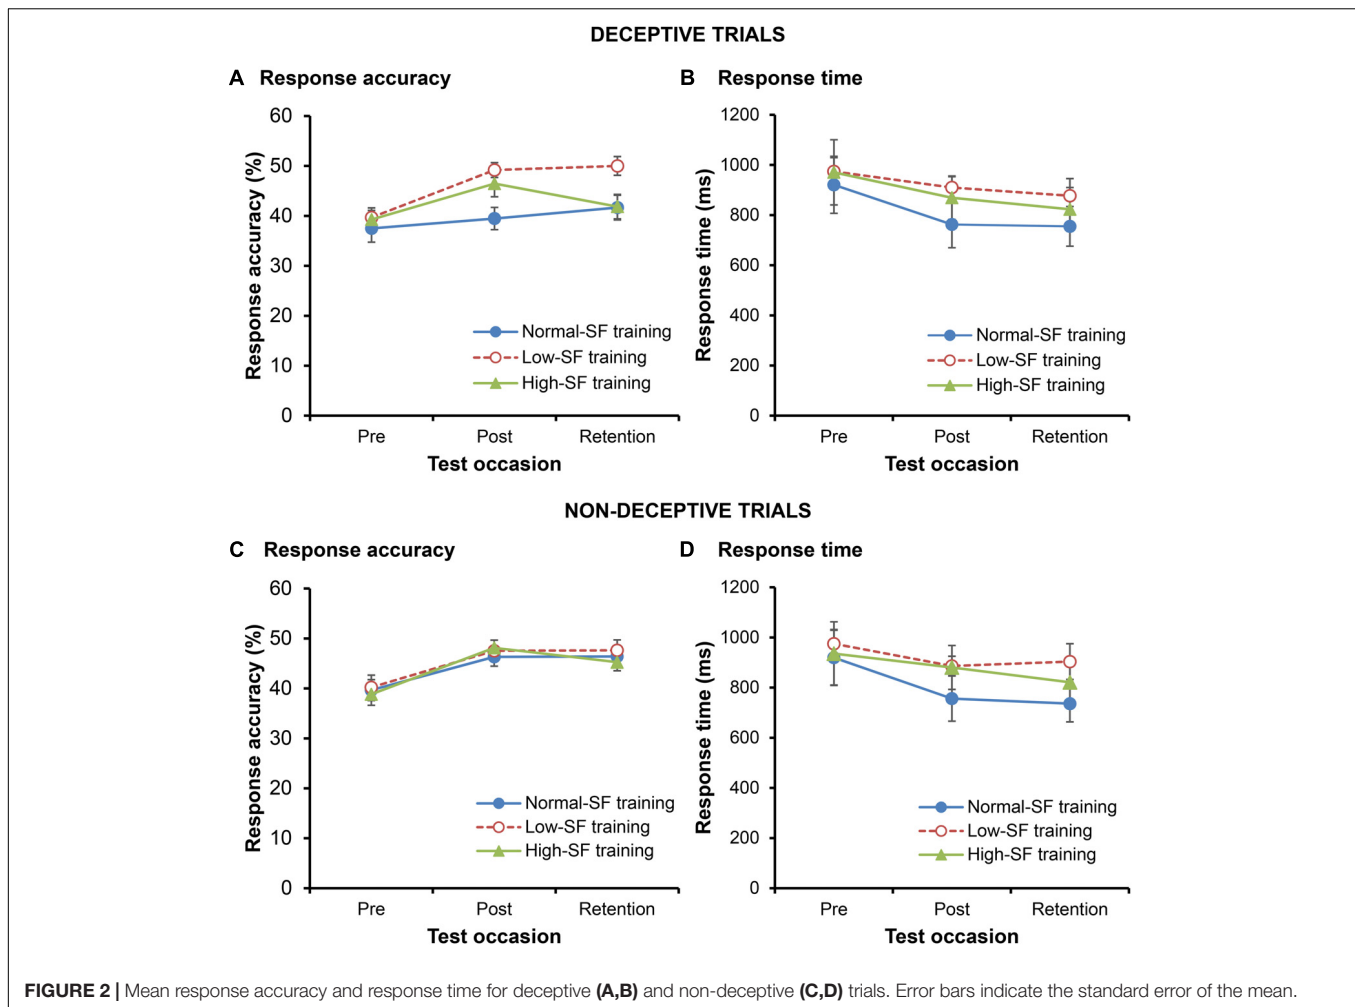 DECEPTIVE TRIALS
A Response accuracy
60
50
40
30
20
10
0
Response accuracy (%)
Normal-SF training
Low-SF training
High-SF training
Pre Post Retention
Test occasion
B Response time
1200
1000
800
600
400
200
0
Response time (ms)
Normal-SF training
Low-SF training
High-SF training
Pre Post Retention
Test occasion
NON-DECEPTIVE TRIALS
C Response accuracy
60
50
40
30
20
10
0
Response accuracy (%)
Normal-SF training
Low-SF training
High-SF training
Pre Post Retention
Test occasion
D Response time
1200
1000
800
600
400
200
0
Response time (ms)
Normal-SF training
Low-SF training
High-SF training
Pre Post Retention
Test occasion
FIGURE 2 | Mean response accuracy and response time for deceptive (A,B) and non-deceptive (C,D) trials. Error bars indicate the standard error of the mean.